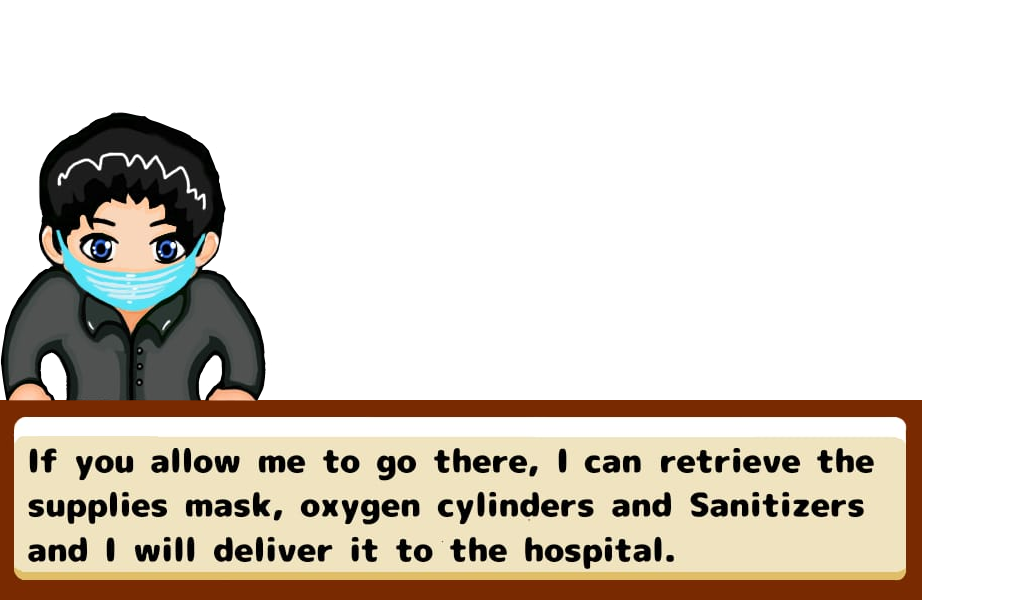 If you allow me to go there, I can retrieve the
supplies mask, oxygen cylinders and Sanitizers
and I will deliver it to the hospital.